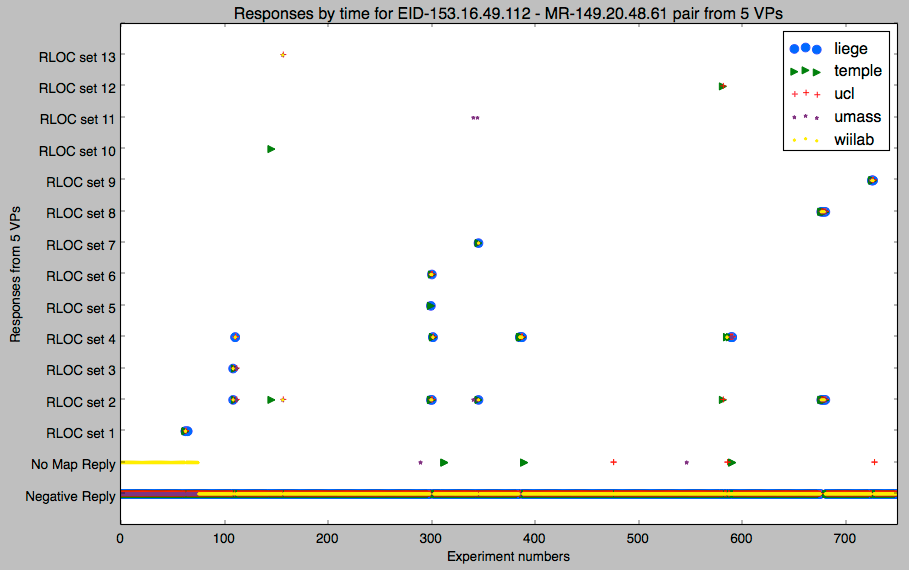 Responses by time for EID-153.16.49.112 - MR-149.20.48.61 pair from 5 VPs
liege
temple
ucl
umass
wiilab
Responses from 5 VPs
RLOC set 13
RLOC set 12
RLOC set 11
RLOC set 10
RLOC set 9
RLOC set 8
RLOC set 7
RLOC set 6
RLOC set 5
RLOC set 4
RLOC set 3
RLOC set 2
RLOC set 1
No Map Reply
Negative Reply
0 100 200 300 400 500 600 700
Experiment numbers